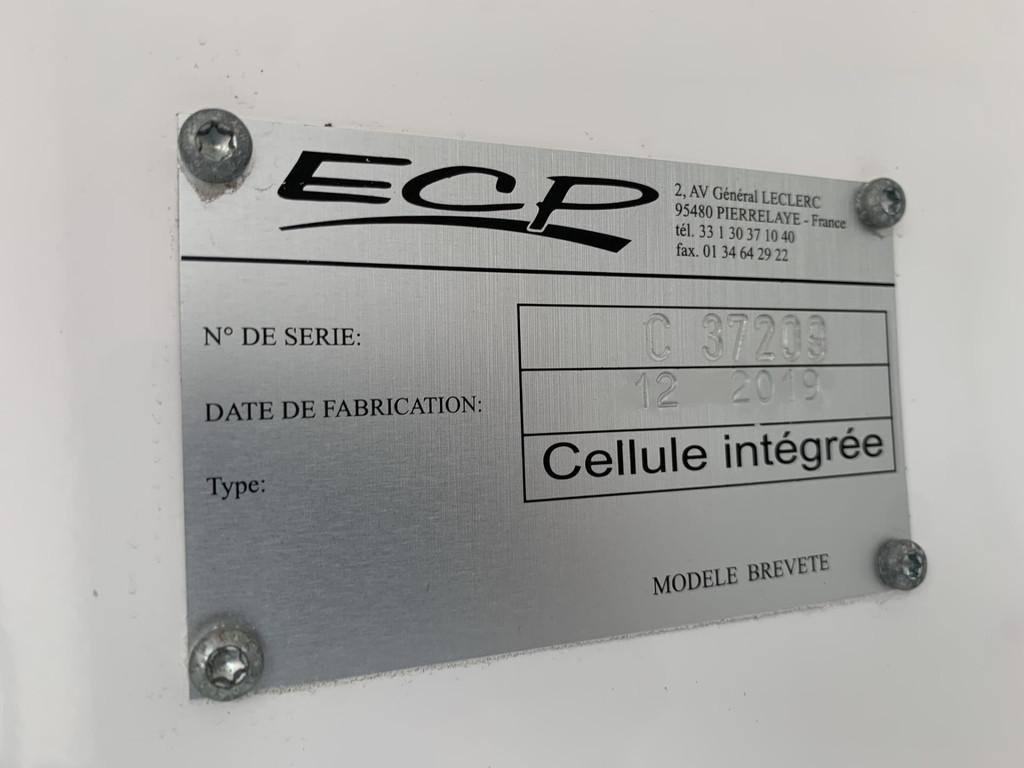 ECP
2, AV Général LECLERC
95480 PIERRELAYE - France
tél. 33 1 30 37 10 40
fax. 01 34 64 29 22
N° DE SERIE: C 37209
DATE DE FABRICATION: 12 2019
Type: Cellule intégrée
MODELE BREVETE